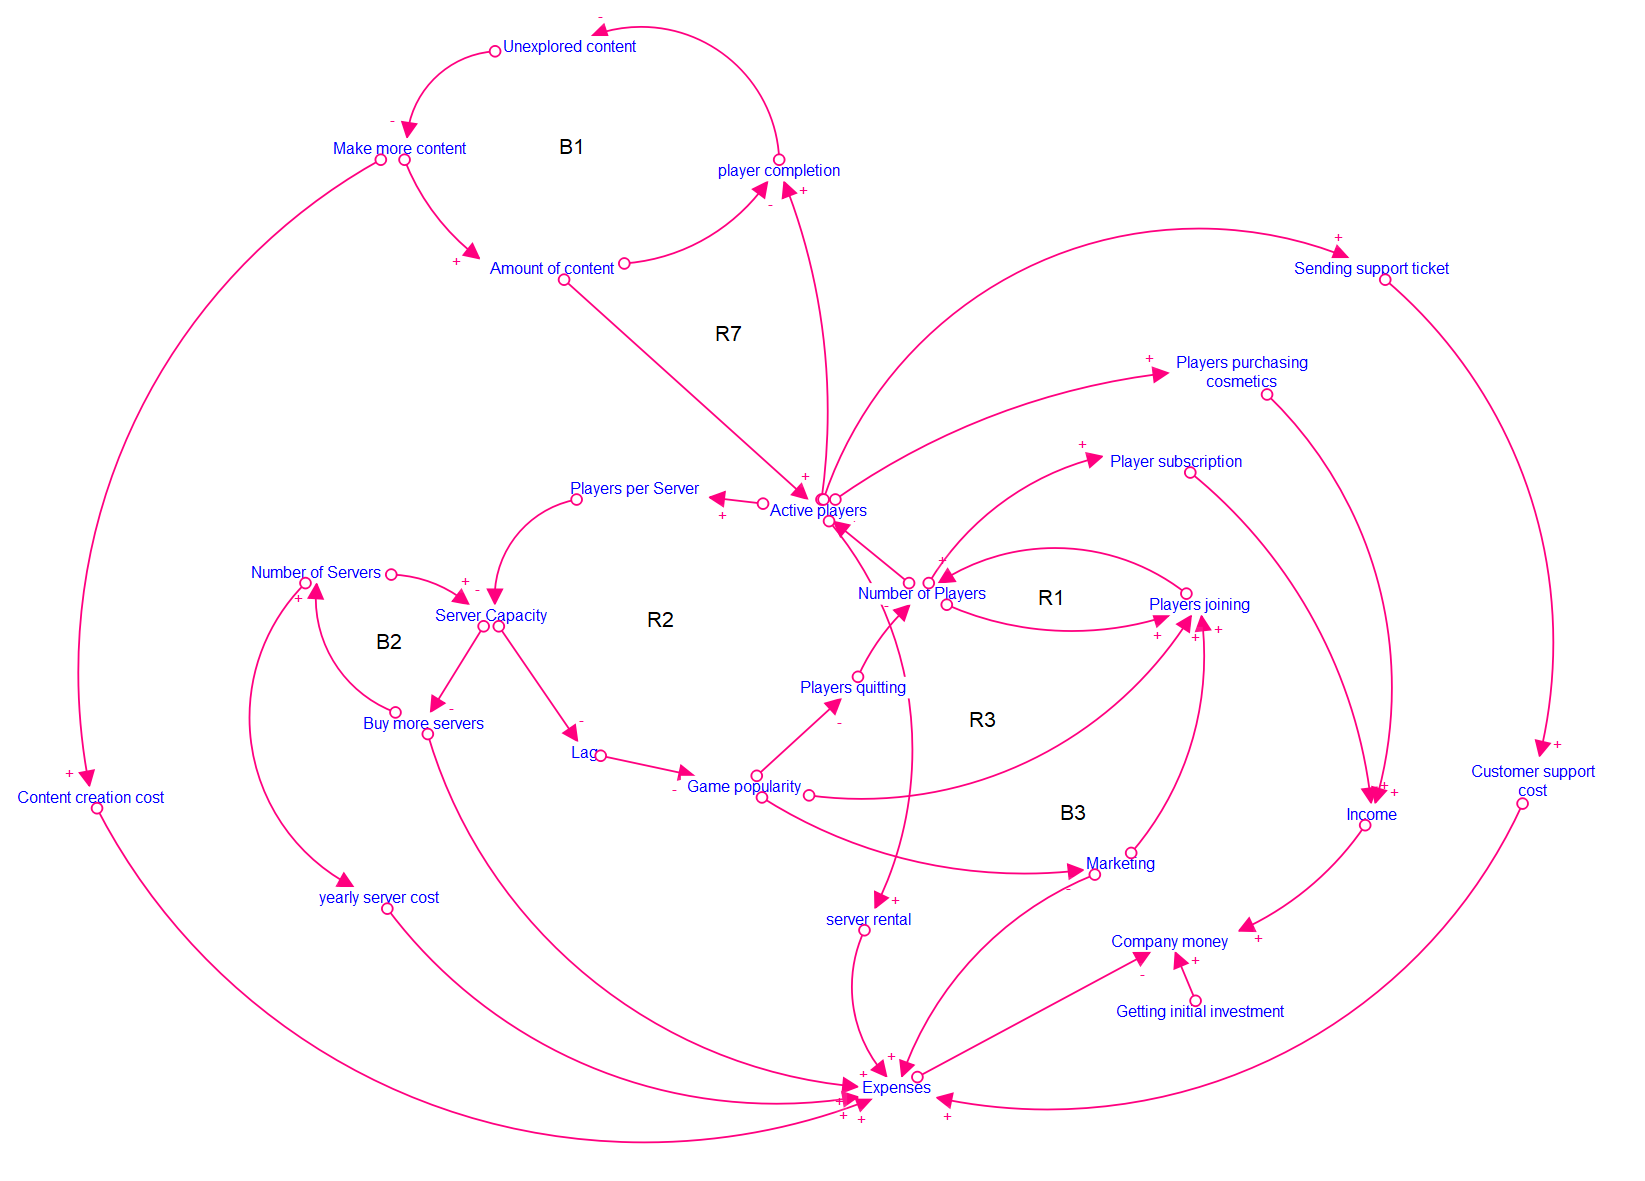 Unexplored content
Make more content
B1
player completion
Amount of content
Sending support ticket
R7
Players purchasing
cosmetics
Player subscription
Players per Server
Active players
Number of Servers
Number of Players
R1
Players joining
Server Capacity
R2
B2
Players quitting
R3
Buy more servers
Lag
Game popularity
Customer support
cost
Content creation cost
B3
Income
Marketing
yearly server cost
server rental
Company money
Getting initial investment
Expenses